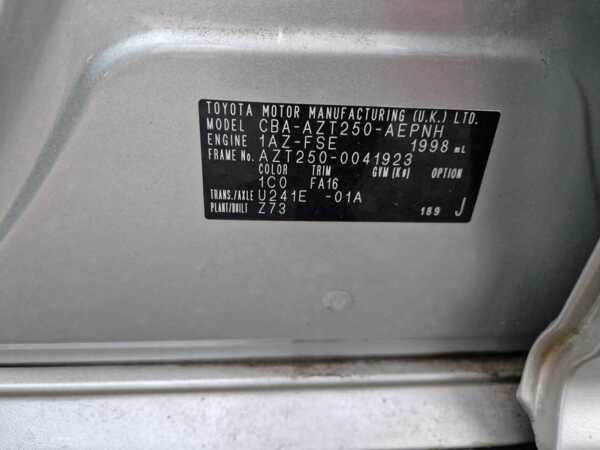 TOYOTA MOTOR MANUFACTURING (U.K.) LTD.
MODEL CBA-AZT250-AEPNH
ENGINE 1AZ-FSE 1998 mL
FRAME No. AZT250-0041923
COLOR TRIM GVM (Kg) OPTION
1C0 FA16
TRANS./AXLE U241E -01A
PLANT/BUILT Z73 189 J